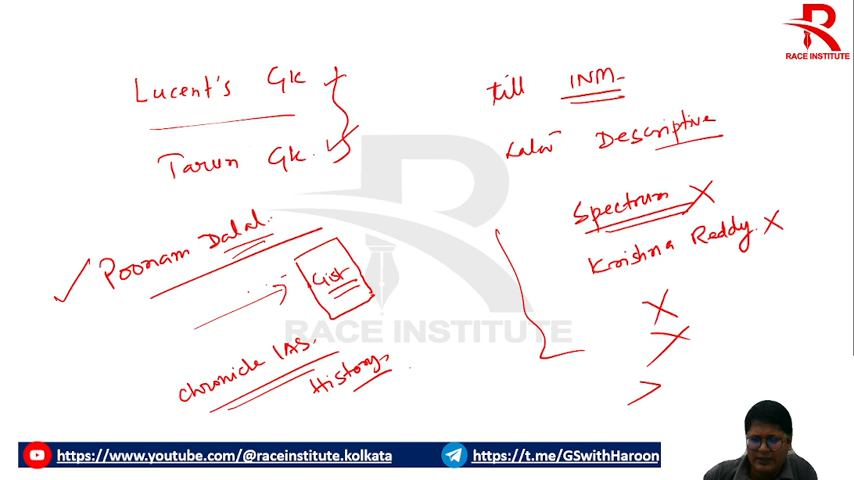 RACE INSTITUTE
Lucent's GK
Tarun GK.
till INM
Descriptive
Spectrum X
Krishna Reddy. X
✓ Poonam Dalal.
Gist
X
X
Chronicle IAS.
History.
RACE INSTITUTE
https://www.youtube.com/@raceinstitute.kolkata
https://t.me/GSwithHaroon